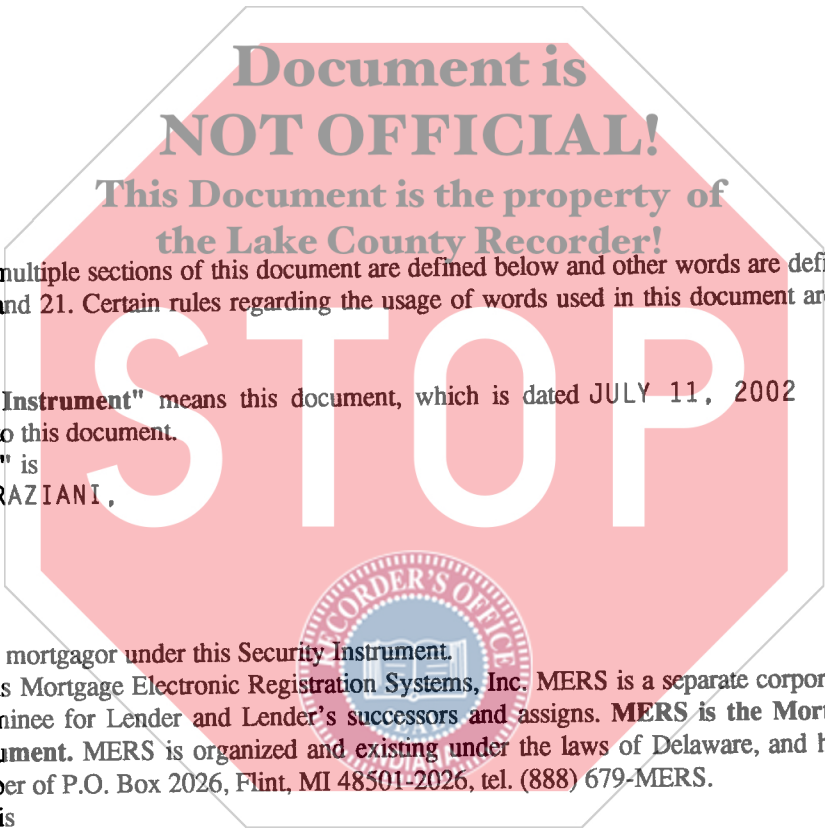 Document is
NOT OFFICIAL!
This Document is the property of
the Lake County Recorder!
multiple sections of this document are defined below and other words are defi
and 21. Certain rules regarding the usage of words used in this document ar
STOP
Instrument" means this document, which is dated JULY 11, 2002
o this document.
" is
RAZIANI,
RECORDER'S OFFICE
mortgagor under this Security Instrument.
s Mortgage Electronic Registration Systems, Inc. MERS is a separate corpor
minee for Lender and Lender's successors and assigns. MERS is the Mort
ument. MERS is organized and existing under the laws of Delaware, and h
ber of P.O. Box 2026, Flint, MI 48501-2026, tel. (888) 679-MERS.
is